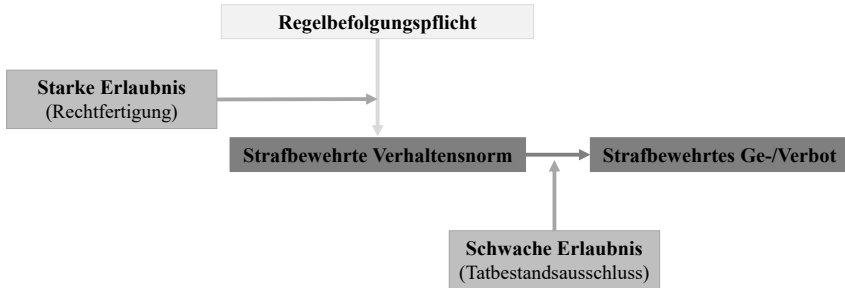 Regelbefolgungspflicht
Starke Erlaubnis
(Rechtfertigung)
Strafbewehrte Verhaltensnorm
Strafbewehrtes Ge-/Verbot
Schwache Erlaubnis
(Tatbestandsausschluss)